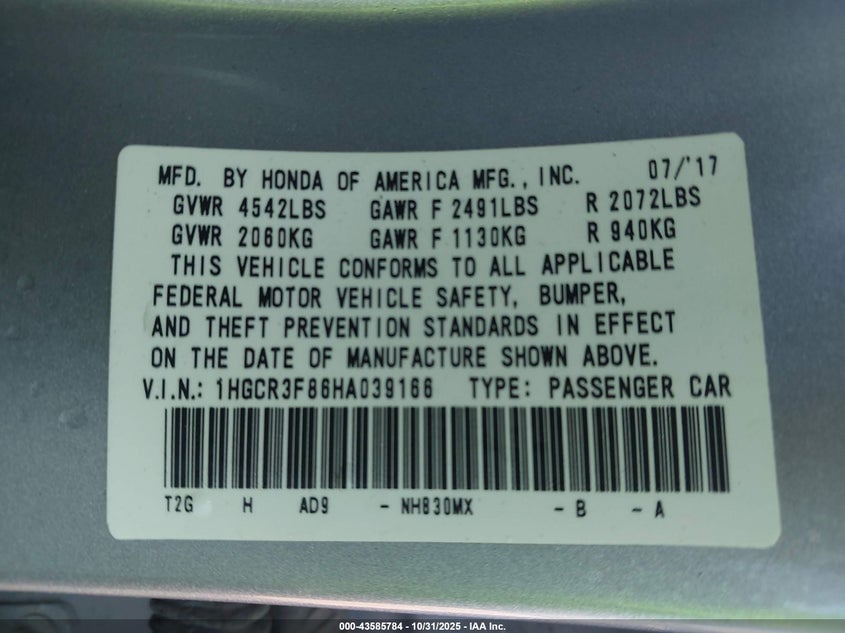 MFD. BY HONDA OF AMERICA MFG., INC. 07/'17
GVWR 4542LBS GAWR F 2491LBS R 2072LBS
GVWR 2060KG GAWR F 1130KG R 940KG
THIS VEHICLE CONFORMS TO ALL APPLICABLE
FEDERAL MOTOR VEHICLE SAFETY, BUMPER,
AND THEFT PREVENTION STANDARDS IN EFFECT
ON THE DATE OF MANUFACTURE SHOWN ABOVE.
V.I.N.: 1HGCR3F86HA039166 TYPE: PASSENGER CAR
T2G H AD9 - NH830MX - B - A
000-43585784 - 10/31/2025 - IAA Inc.